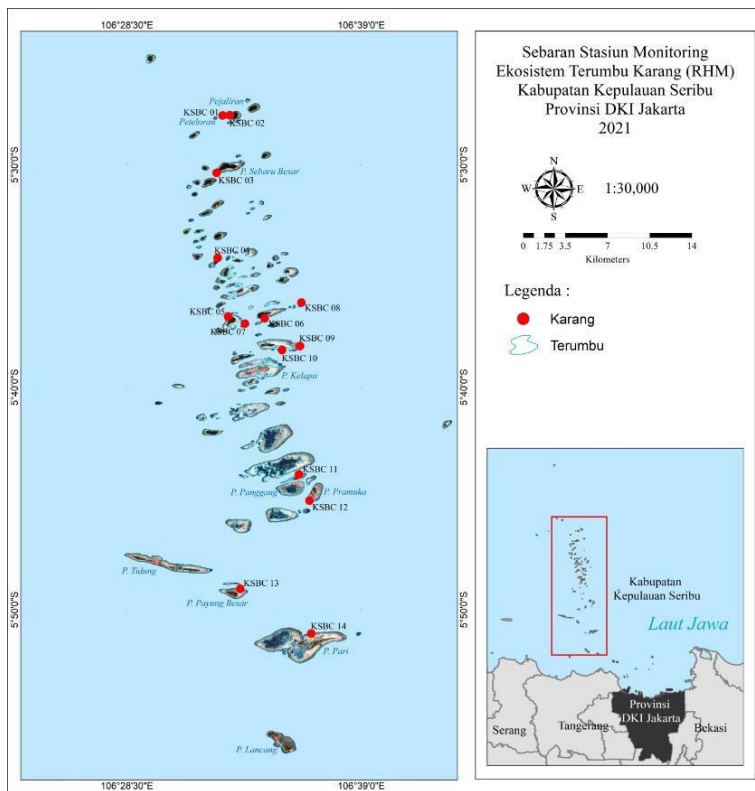 106°28'30"E
106°39'0"E
Pejaliran
KSBC 01
Peteloran
KSBC 02
5°30'0"S
P. Sebaru Besar
KSBC 03
KSBC 04
KSBC 08
KSBC 05
KSBC 06
KSBC 07
KSBC 09
KSBC 10
P. Kelapa
5°40'0"S
KSBC 11
P. Panggang
P. Pramuka
KSBC 12
P. Tidung
KSBC 13
P. Payung Besar
5°50'0"S
KSBC 14
P. Pari
P. Lancang
106°28'30"E
106°39'0"E
5°30'0"S
5°40'0"S
5°50'0"S
Sebaran Stasiun Monitoring
Ekosistem Terumbu Karang (RHM)
Kabupatan Kepulauan Seribu
Provinsi DKI Jakarta
2021
N
W
E
S
1:30,000
0 1.75 3.5 7 10.5 14
Kilometers
Legenda :
Karang
Terumbu
Kabupatan
Kepulauan Seribu
Laut Jawa
Provinsi
DKI Jakarta
Serang
Tangerang
Bekasi